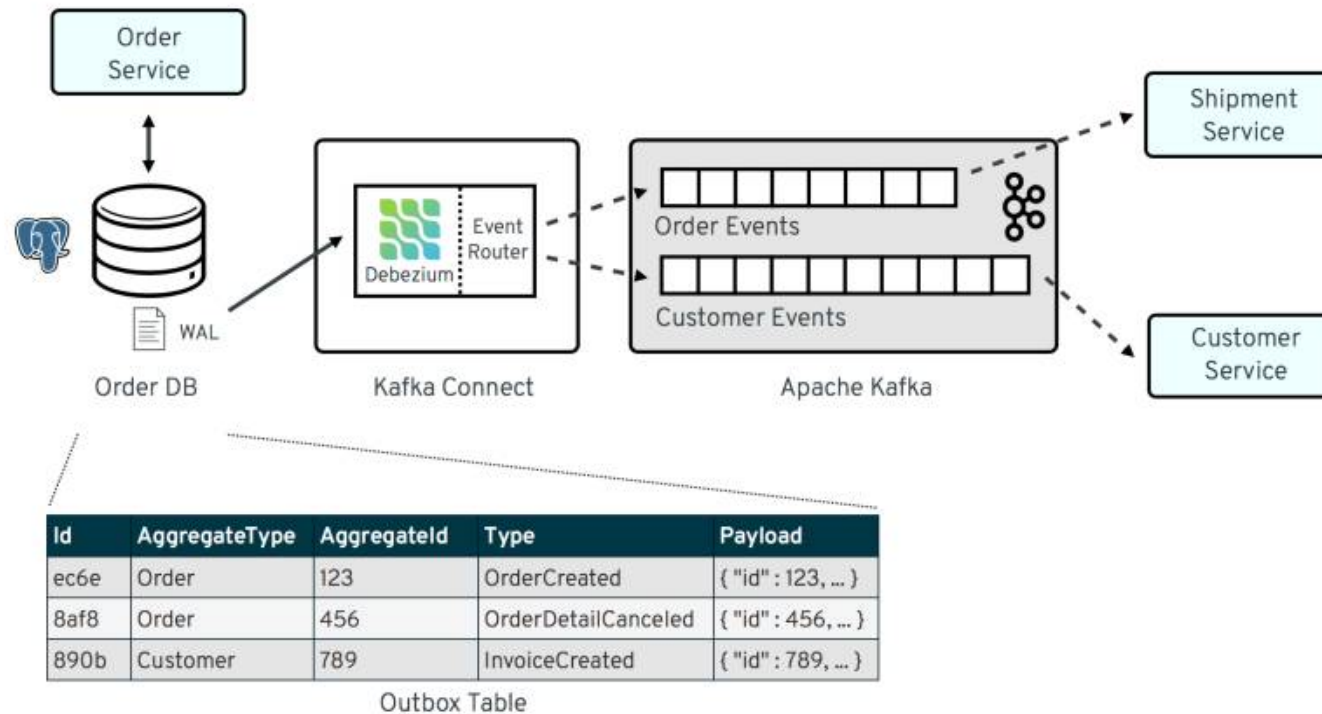 Order
Service
Shipment
Service
Event
Router
Debezium
Order Events
Customer Events
WAL
Customer
Service
Order DB
Kafka Connect
Apache Kafka
Id AggregateType AggregateId Type Payload
ec6e Order 123 OrderCreated { "id" : 123, ... }
8af8 Order 456 OrderDetailCanceled { "id" : 456, ... }
890b Customer 789 InvoiceCreated { "id" : 789, ... }
Outbox Table